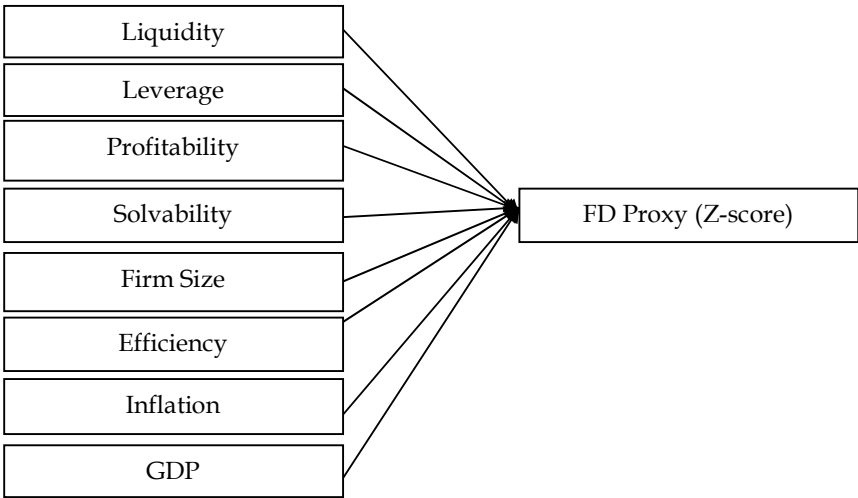 Liquidity
Leverage
Profitability
Solvability
FD Proxy (Z-score)
Firm Size
Efficiency
Inflation
GDP